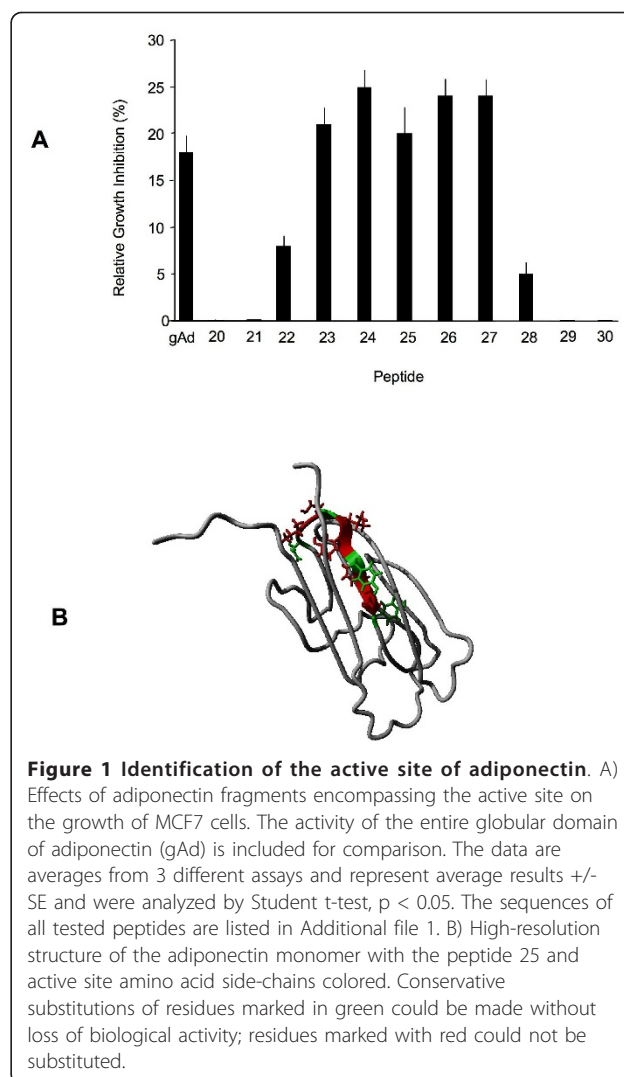 A
Relative Growth Inhibition (%)
30
25
20
15
10
5
0
gAd 20 21 22 23 24 25 26 27 28 29 30
Peptide
B
Figure 1 Identification of the active site of adiponectin. A)
Effects of adiponectin fragments encompassing the active site on
the growth of MCF7 cells. The activity of the entire globular domain
of adiponectin (gAd) is included for comparison. The data are
averages from 3 different assays and represent average results +/-
SE and were analyzed by Student t-test, p < 0.05. The sequences of
all tested peptides are listed in Additional file 1. B) High-resolution
structure of the adiponectin monomer with the peptide 25 and
active site amino acid side-chains colored. Conservative
substitutions of residues marked in green could be made without
loss of biological activity; residues marked with red could not be
substituted.